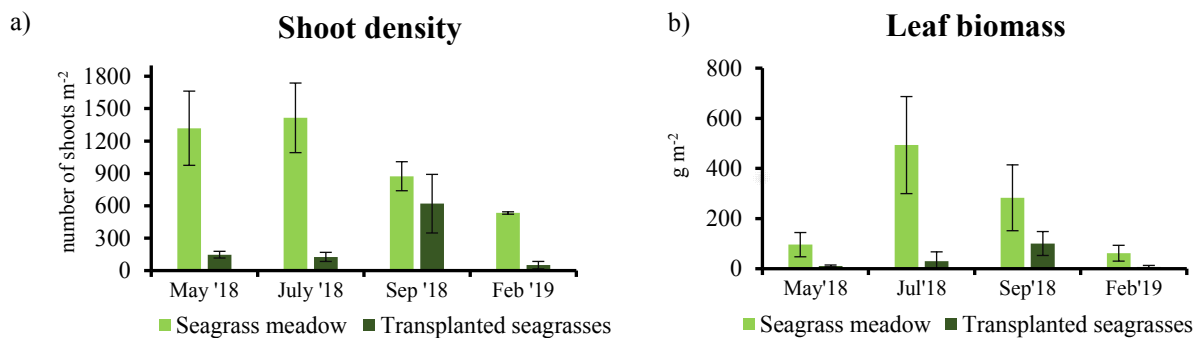 a)
Shoot density
number of shoots m-2
1800
1500
1200
900
600
300
0
May '18
July '18
Sep '18
Feb '19
Seagrass meadow
Transplanted seagrasses
b)
Leaf biomass
g m-2
800
600
400
200
0
May'18
Jul'18
Sep'18
Feb'19
Seagrass meadow
Transplanted seagrasses